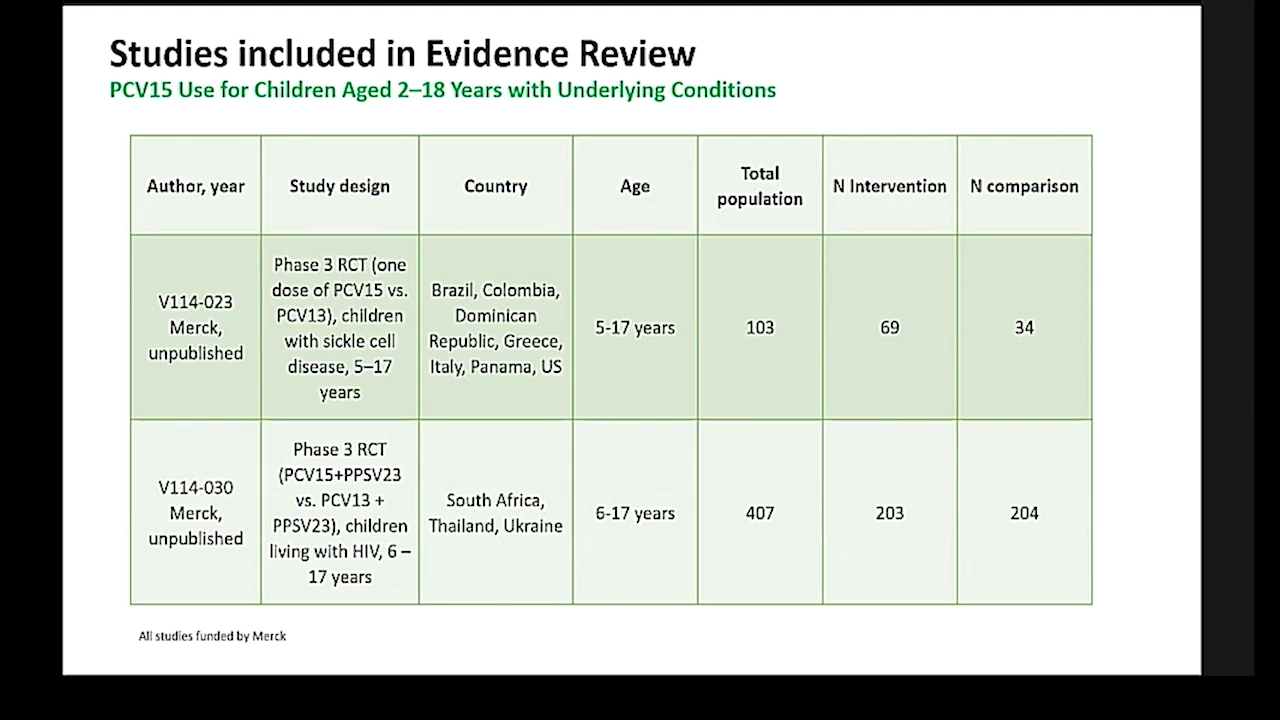 Studies included in Evidence Review
PCV15 Use for Children Aged 2–18 Years with Underlying Conditions
Author, year
Study design
Country
Age
Total
population
N Intervention
N comparison
V114-023
Merck,
unpublished
Phase 3 RCT (one
dose of PCV15 vs.
PCV13), children
with sickle cell
disease, 5–17
years
Brazil, Colombia,
Dominican
Republic, Greece,
Italy, Panama, US
5-17 years
103
69
34
V114-030
Merck,
unpublished
Phase 3 RCT
(PCV15+PPSV23
vs. PCV13 +
PPSV23), children
living with HIV, 6 –
17 years
South Africa,
Thailand, Ukraine
6-17 years
407
203
204
All studies funded by Merck